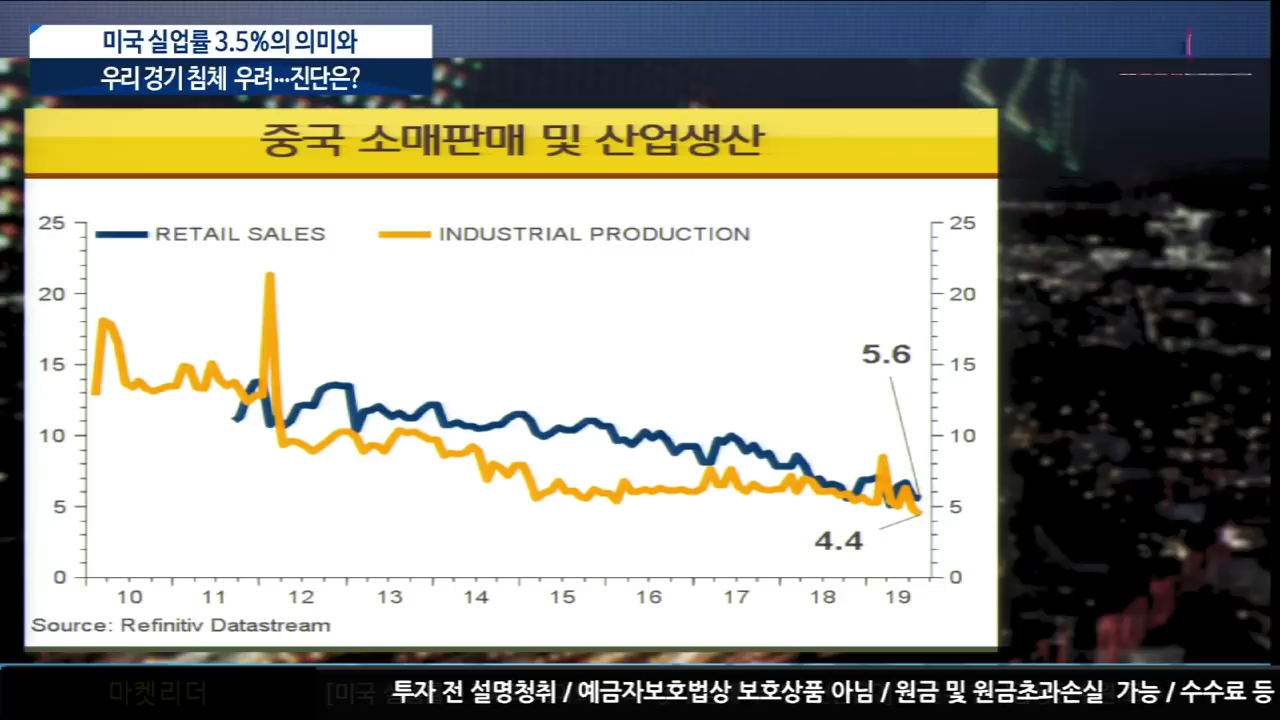 미국 실업률 3.5%의 의미와
우리 경기 침체 우려…진단은?
중국 소매판매 및 산업생산
RETAIL SALES
INDUSTRIAL PRODUCTION
25
20
15
10
5
0
25
20
15
10
5
0
5.6
4.4
10 11 12 13 14 15 16 17 18 19
Source: Refinitiv Datastream
마켓리더
투자 전 설명청취 / 예금자보호법상 보호상품 아님 / 원금 및 원금초과손실 가능 / 수수료 등